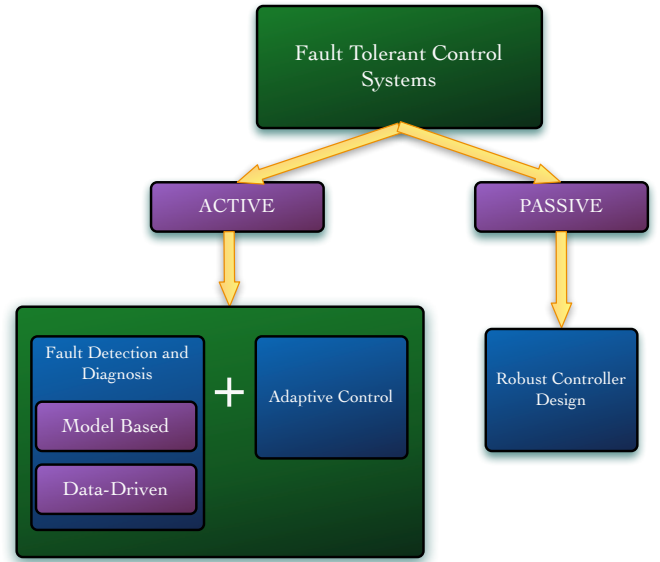 Fault Tolerant Control
Systems
ACTIVE
PASSIVE
Fault Detection and
Diagnosis
Model Based
Data-Driven
+
Adaptive Control
Robust Controller
Design